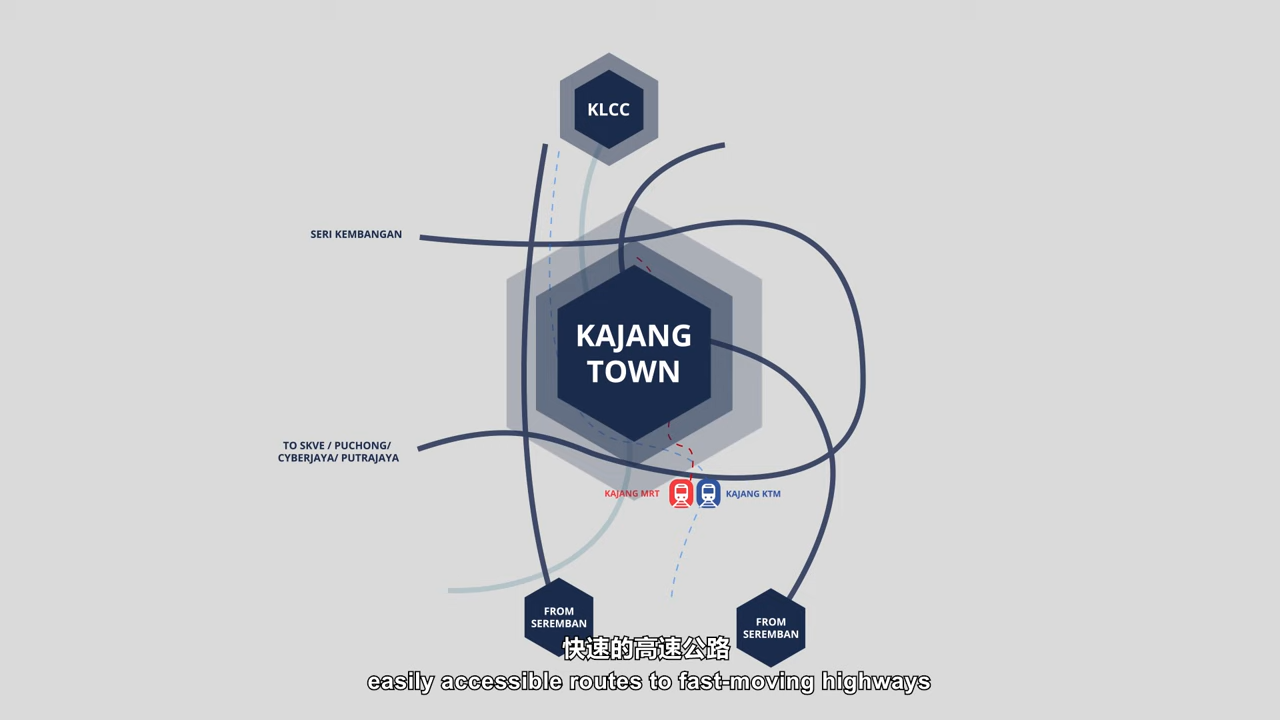 KLCC
SERI KEMBANGAN
KAJANG
TOWN
TO SKVE / PUCHONG/
CYBERJAYA/ PUTRAJAYA
KAJANG MRT
KAJANG KTM
FROM
SEREMBAN
FROM
SEREMBAN
快速的高速公路
easily accessible routes to fast-moving highways